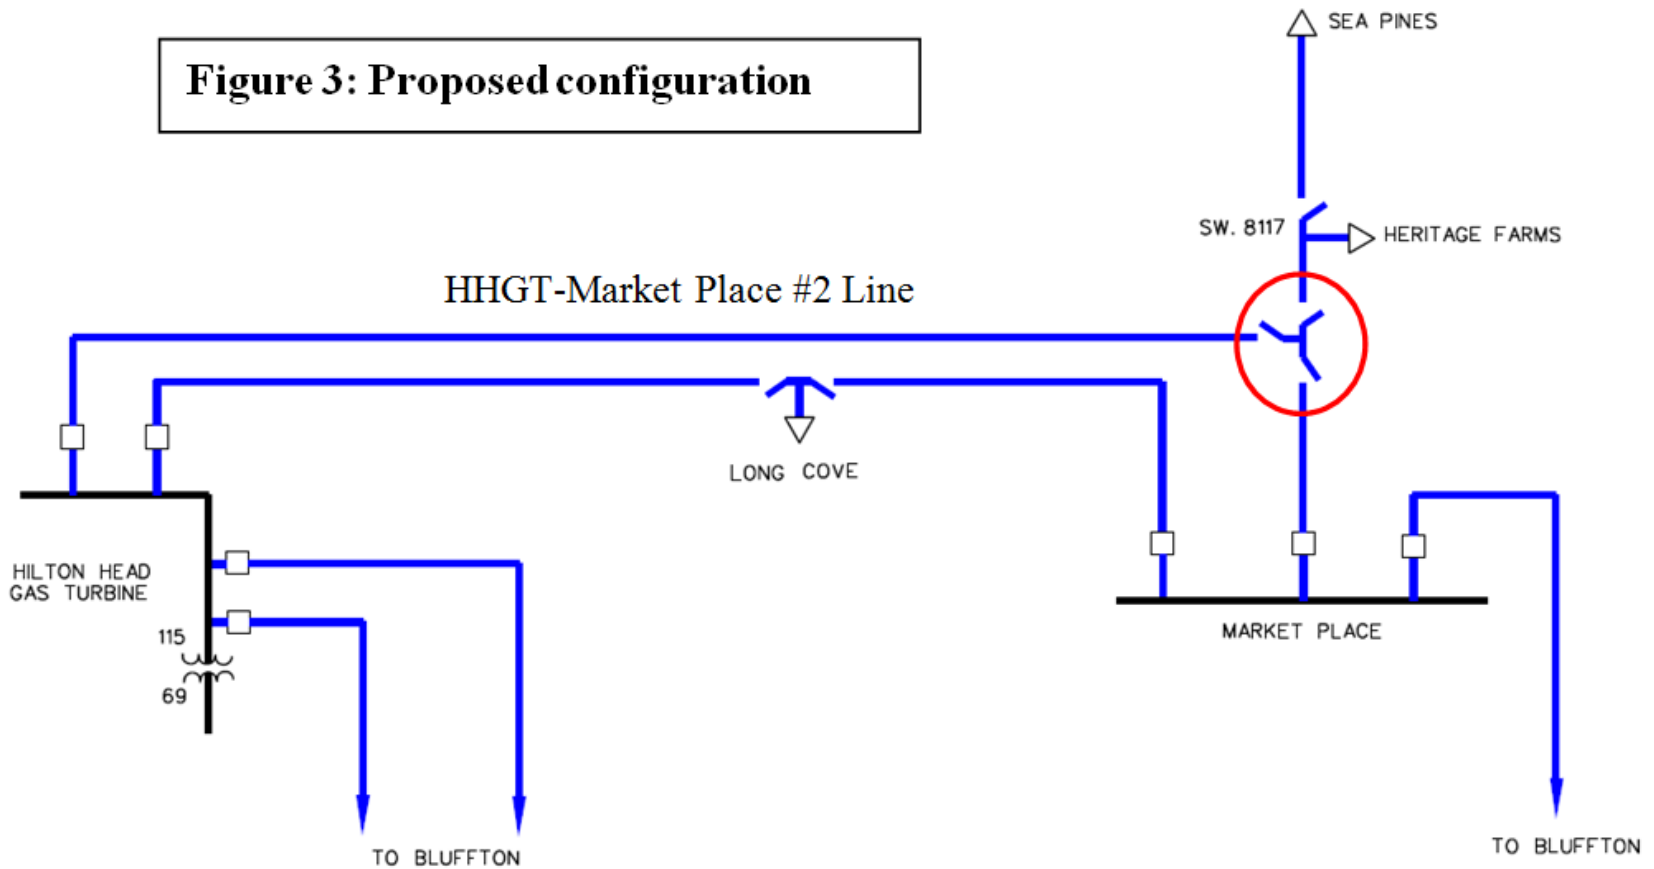 SEA PINES
Figure 3: Proposed configuration
SW. 8117
HERITAGE FARMS
HHGT-Market Place #2 Line
LONG COVE
HILTON HEAD
GAS TURBINE
115
69
MARKET PLACE
TO BLUFFTON
TO BLUFFTON